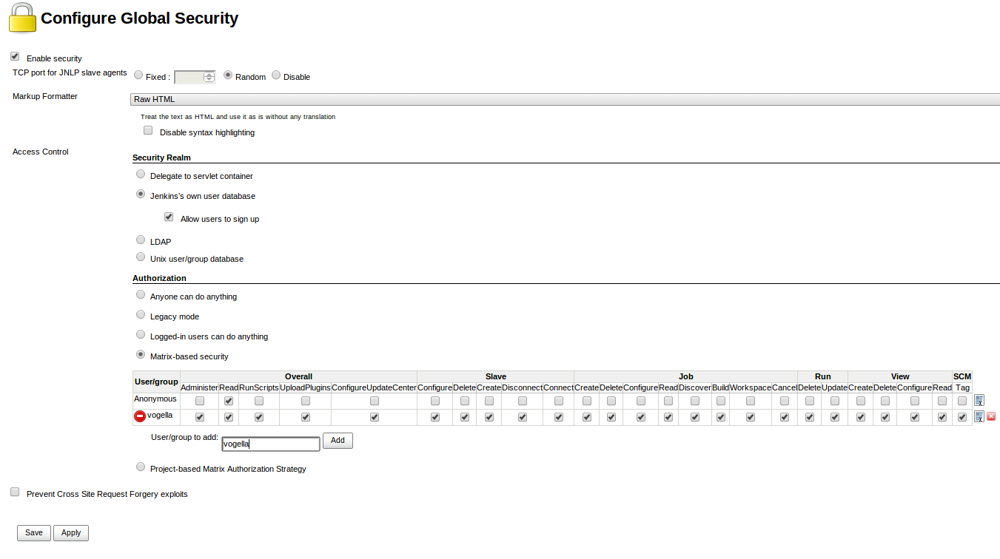 Configure Global Security
Enable security
TCP port for JNLP slave agents Fixed : Random Disable
Markup Formatter Raw HTML
Treat the text as HTML and use it as is without any translation
Disable syntax highlighting
Access Control
Security Realm
Delegate to servlet container
Jenkins's own user database
Allow users to sign up
LDAP
Unix user/group database
Authorization
Anyone can do anything
Legacy mode
Logged-in users can do anything
Matrix-based security
User/group Overall Slave Job Run View SCM
Administer Read RunScripts UploadPlugins ConfigureUpdateCenter Configure Delete Create Disconnect Connect Create Delete Configure Read Discover Build Workspace Cancel Delete Update Create Delete Configure Read Tag
Anonymous
vogella
User/group to add: vogella Add
Project-based Matrix Authorization Strategy
Prevent Cross Site Request Forgery exploits
Save Apply